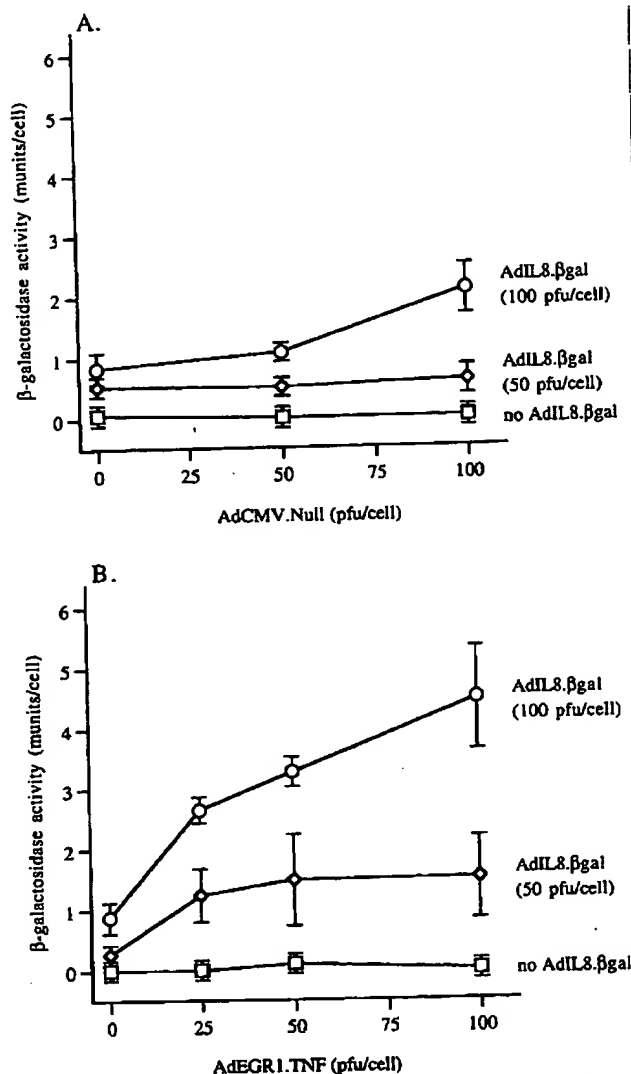 A.
6
5
4
3
2
1
0
β-galactosidase activity (munits/cell)
AdIL8.βgal
(100 pfu/cell)
AdIL8.βgal
(50 pfu/cell)
no AdIL8.βgal
0 25 50 75 100
AdCMV.Null (pfu/cell)
B.
6
5
4
3
2
1
0
β-galactosidase activity (munits/cell)
AdIL8.βgal
(100 pfu/cell)
AdIL8.βgal
(50 pfu/cell)
no AdIL8.βgal
0 25 50 75 100
AdEGR1.TNF (pfu/cell)